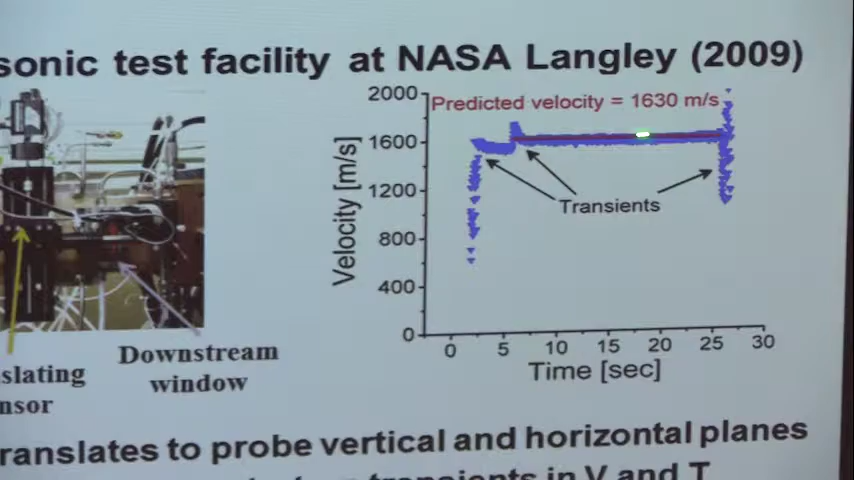 sonic test facility at NASA Langley (2009)
2000
Predicted velocity = 1630 m/s
1600
1200
800
400
0
Velocity [m/s]
Transients
0 5 10 15 20 25 30
Time [sec]
Downstream
window
slating
nsor
ranslates to probe vertical and horizontal planes
transients in V and T